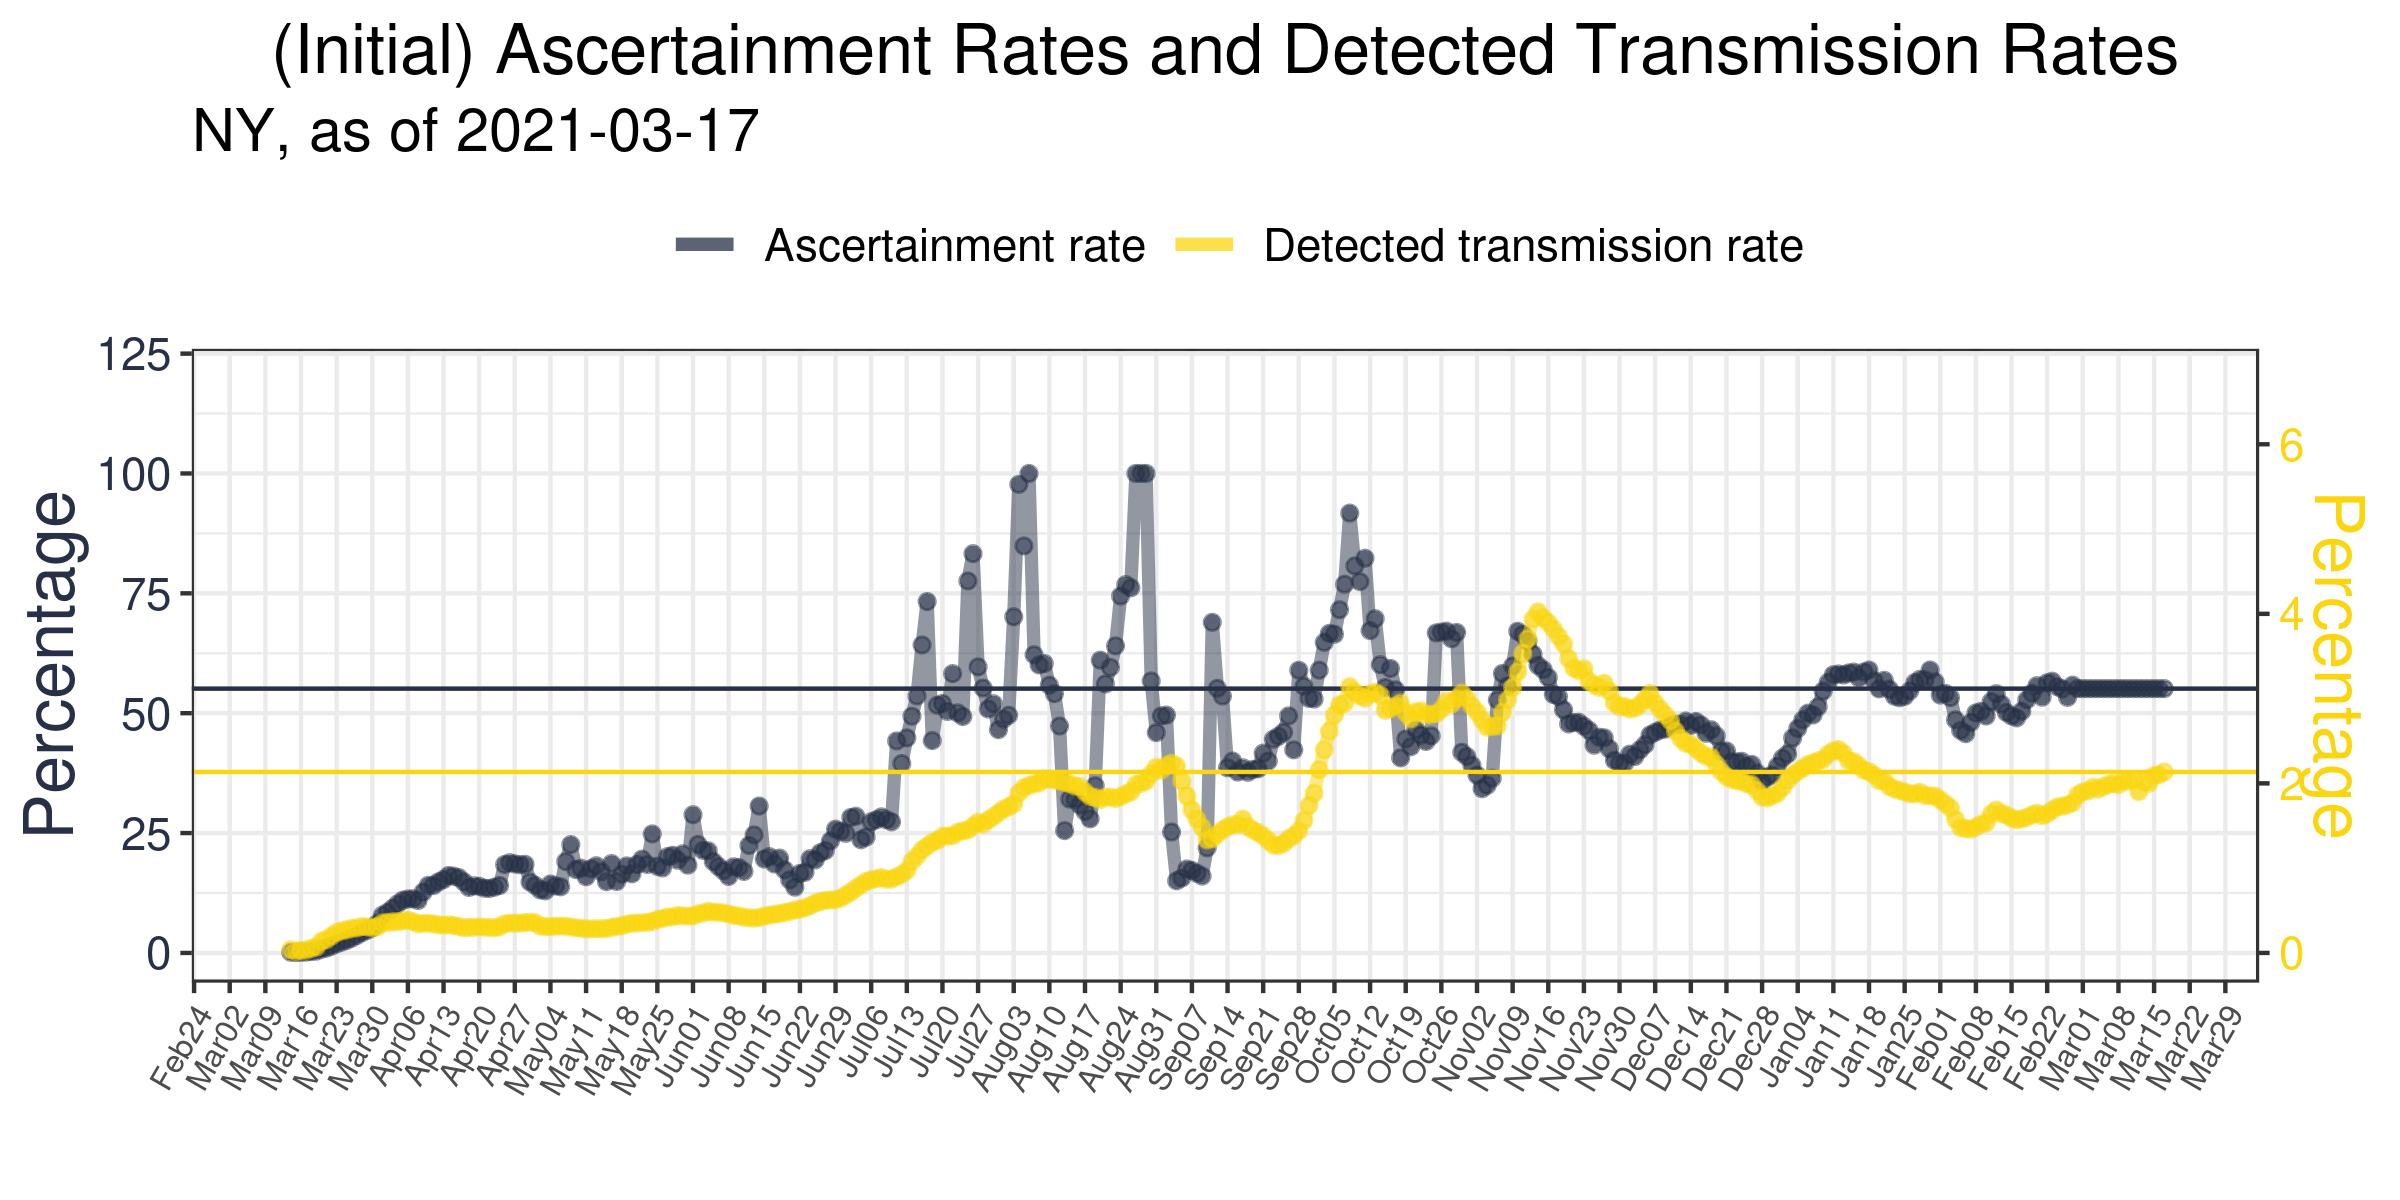 (Initial) Ascertainment Rates and Detected Transmission Rates
NY, as of 2021-03-17
Ascertainment rate
Detected transmission rate
125
100
75
50
25
0
Percentage
6
4
2
0
Percentage
Feb24
Mar02
Mar09
Mar16
Mar23
Mar30
Apr06
Apr13
Apr20
Apr27
May04
May11
May18
May25
Jun01
Jun08
Jun15
Jun22
Jun29
Jul06
Jul13
Jul20
Jul27
Aug03
Aug10
Aug17
Aug24
Aug31
Sep07
Sep14
Sep21
Sep28
Oct05
Oct12
Oct19
Oct26
Nov02
Nov09
Nov16
Nov23
Nov30
Dec07
Dec14
Dec21
Dec28
Jan04
Jan11
Jan18
Jan25
Feb01
Feb08
Feb15
Feb22
Mar01
Mar08
Mar15
Mar22
Mar29